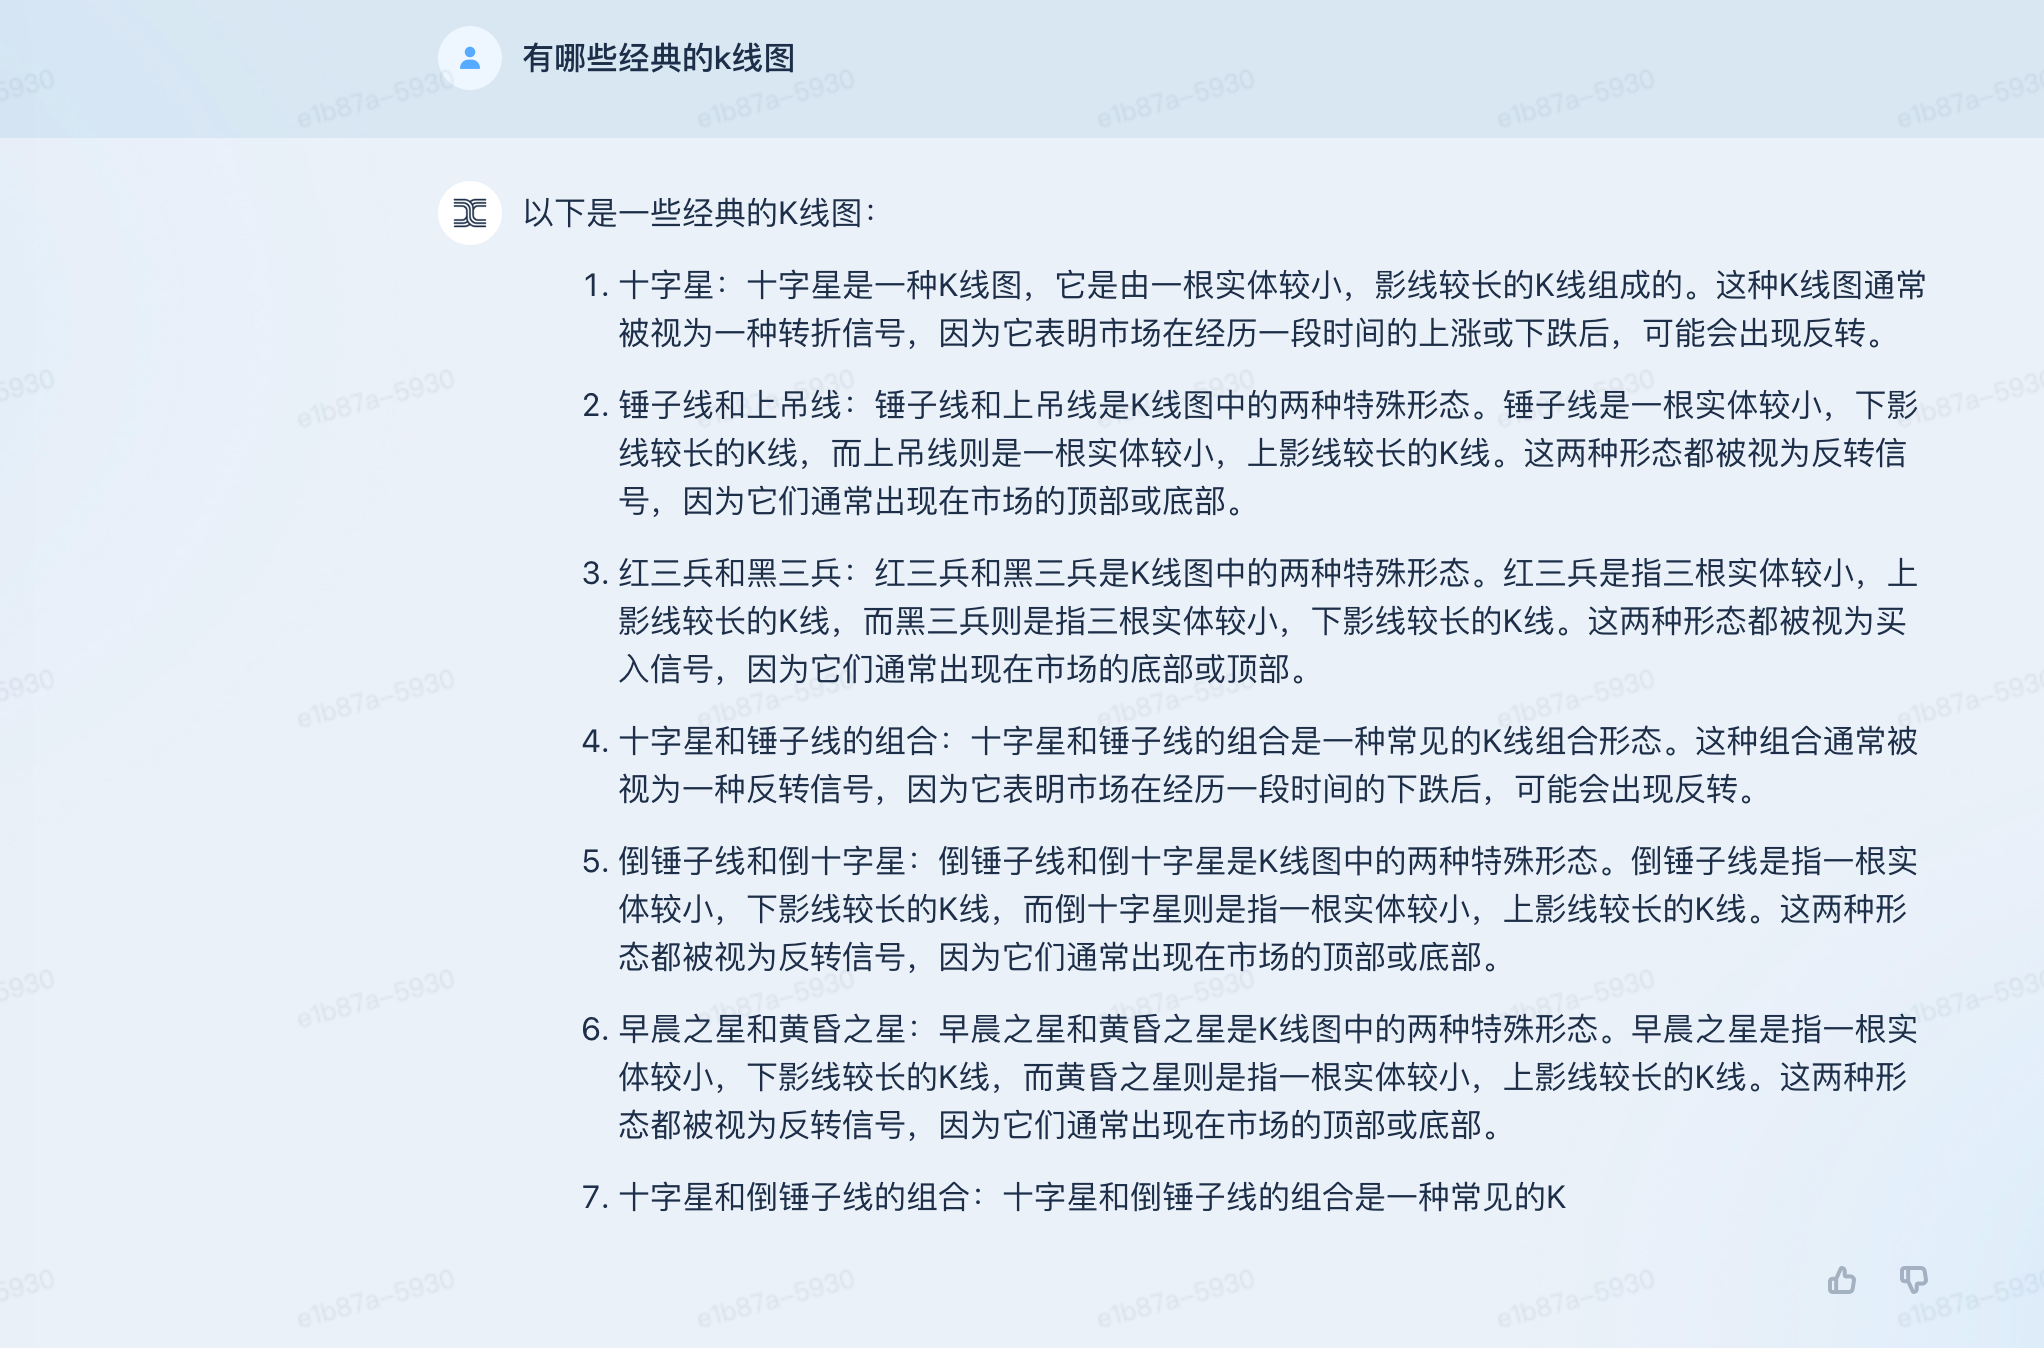 有哪些经典的k线图
以下是一些经典的K线图：
1. 十字星：十字星是一种K线图，它是由一根实体较小，影线较长的K线组成的。这种K线图通常
被视为一种转折信号，因为它表明市场在经历一段时间的上涨或下跌后，可能会出现反转。
2. 锤子线和上吊线：锤子线和上吊线是K线图中的两种特殊形态。锤子线是一根实体较小，下影
线较长的K线，而上吊线则是一根实体较小，上影线较长的K线。这两种形态都被视为反转信
号，因为它们通常出现在市场的顶部或底部。
3. 红三兵和黑三兵：红三兵和黑三兵是K线图中的两种特殊形态。红三兵是指三根实体较小，上
影线较长的K线，而黑三兵则是指三根实体较小，下影线较长的K线。这两种形态都被视为买
入信号，因为它们通常出现在市场的底部或顶部。
4. 十字星和锤子线的组合：十字星和锤子线的组合是一种常见的K线组合形态。这种组合通常被
视为一种反转信号，因为它表明市场在经历一段时间的下跌后，可能会出现反转。
5. 倒锤子线和倒十字星：倒锤子线和倒十字星是K线图中的两种特殊形态。倒锤子线是指一根实
体较小，下影线较长的K线，而倒十字星则是指一根实体较小，上影线较长的K线。这两种形
态都被视为反转信号，因为它们通常出现在市场的顶部或底部。
6. 早晨之星和黄昏之星：早晨之星和黄昏之星是K线图中的两种特殊形态。早晨之星是指一根实
体较小，下影线较长的K线，而黄昏之星则是指一根实体较小，上影线较长的K线。这两种形
态都被视为反转信号，因为它们通常出现在市场的顶部或底部。
7. 十字星和倒锤子线的组合：十字星和倒锤子线的组合是一种常见的K
e1b87a-5930